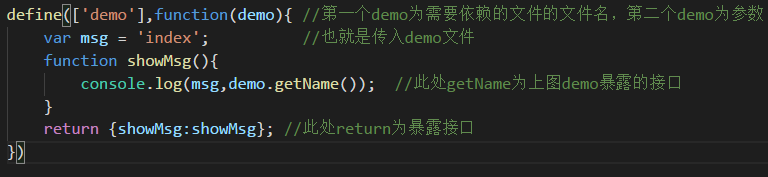 define(['demo'],function(demo){ //第一个demo为需要依赖的文件的文件名，第二个demo为参数
    var msg = 'index';          //也就是传入demo文件
    function showMsg(){
        console.log(msg,demo.getName());  //此处getName为上图demo暴露的接口
    }
    return {showMsg:showMsg}; //此处return为暴露接口
})